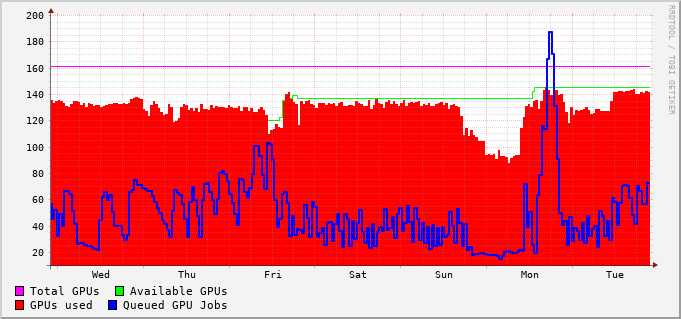 200
180
160
140
120
100
80
60
40
20
Wed Thu Fri Sat Sun Mon Tue
Total GPUs Available GPUs
GPUs used Queued GPU Jobs
RRDTOOL / TOBI OETIKER